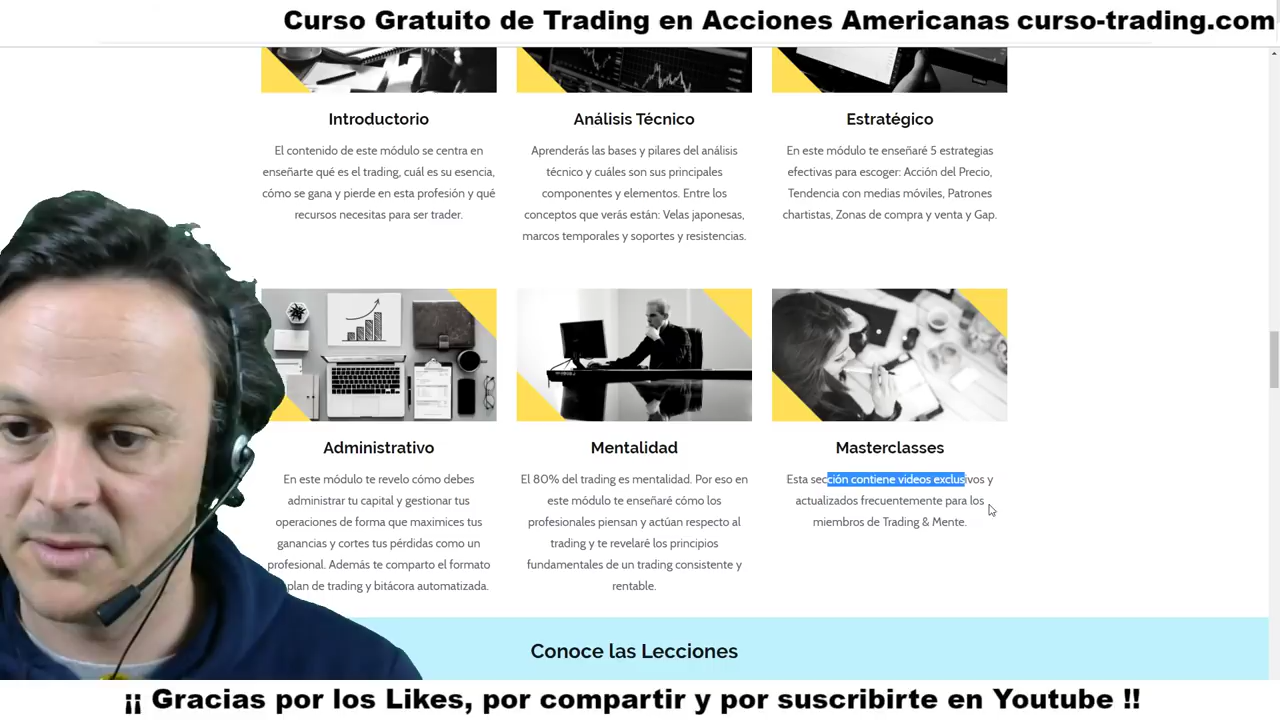 Curso Gratuito de Trading en Acciones Americanas curso-trading.com
Introductorio
El contenido de este módulo se centra en
enseñarte qué es el trading, cuál es su esencia,
cómo se gana y pierde en esta profesión y qué
recursos necesitas para ser trader.
Análisis Técnico
Aprenderás las bases y pilares del análisis
técnico y cuáles son sus principales
componentes y elementos. Entre los
conceptos que verás están: Velas japonesas,
marcos temporales y soportes y resistencias.
Estratégico
En este módulo te enseñaré 5 estrategias
efectivas para escoger: Acción del Precio,
Tendencia con medias móviles, Patrones
chartistas, Zonas de compra y venta y Gap.
Administrativo
En este módulo te revelo cómo debes
administrar tu capital y gestionar tus
operaciones de forma que maximices tus
ganancias y cortes tus pérdidas como un
profesional. Además te comparto el formato
plan de trading y bitácora automatizada.
Mentalidad
El 80% del trading es mentalidad. Por eso en
este módulo te enseñaré cómo los
profesionales piensan y actúan respecto al
trading y te revelaré los principios
fundamentales de un trading consistente y
rentable.
Masterclasses
Esta sección contiene videos exclusivos y
actualizados frecuentemente para los
miembros de Trading & Mente.
Conoce las Lecciones
¡¡ Gracias por los Likes, por compartir y por suscribirte en Youtube !!